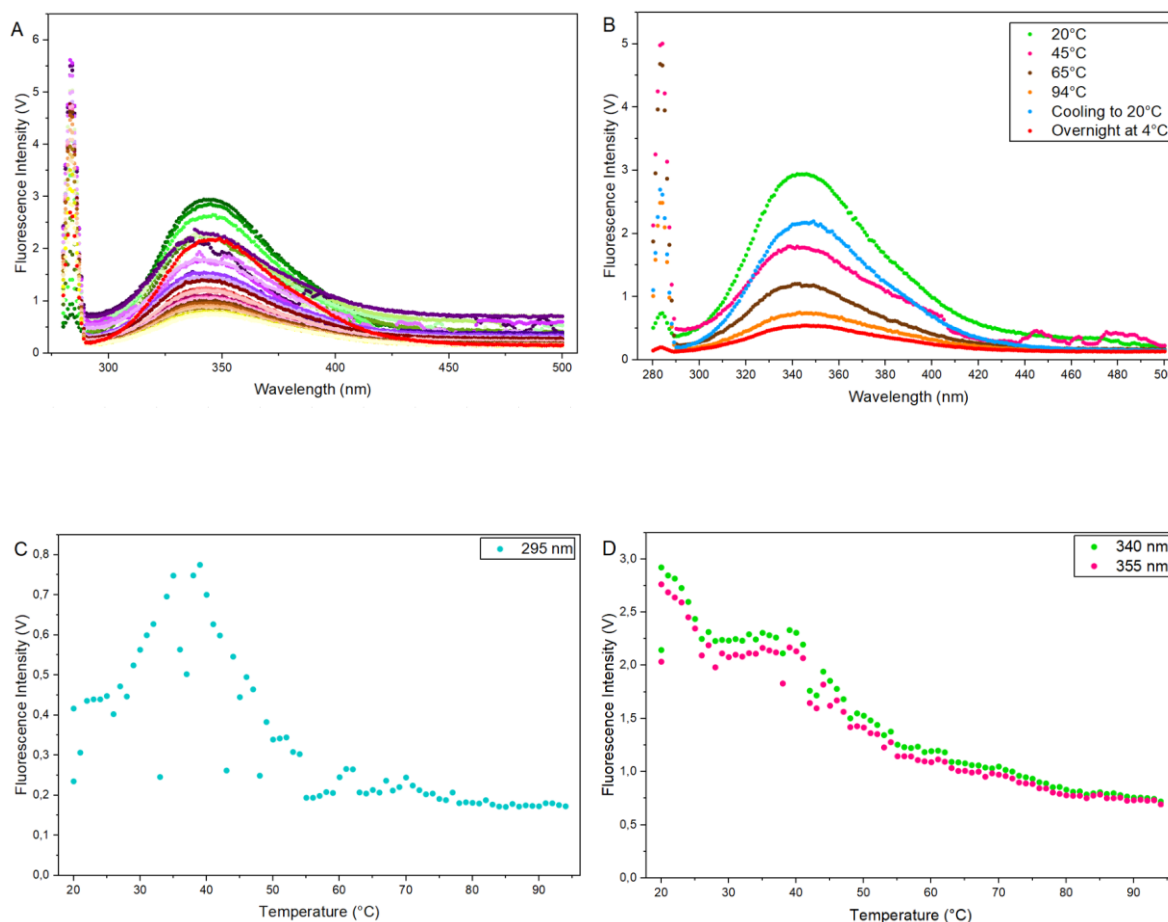 A
Fluorescence Intensity (V)
6
5
4
3
2
1
0
300
350
400
450
500
Wavelength (nm)
B
Fluorescence Intensity (V)
5
4
3
2
1
0
280 300 320 340 360 380 400 420 440 460 480 500
Wavelength (nm)
20°C
45°C
65°C
94°C
Cooling to 20°C
Overnight at 4°C
C
Fluorescence Intensity (V)
0,8
0,7
0,6
0,5
0,4
0,3
0,2
0,1
0,0
20 30 40 50 60 70 80 90
Temperature (°C)
295 nm
D
Fluorescence Intensity (V)
3,0
2,5
2,0
1,5
1,0
0,5
0,0
20 30 40 50 60 70 80 90
Temperature (°C)
340 nm
355 nm